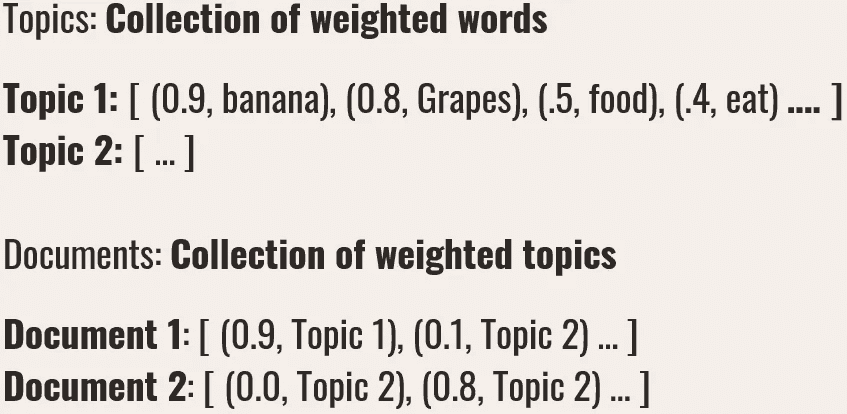 Topics: Collection of weighted words
Topic 1: [ (0.9, banana), (0.8, Grapes), (.5, food), (.4, eat) .... ]
Topic 2: [ ... ]
Documents: Collection of weighted topics
Document 1: [ (0.9, Topic 1), (0.1, Topic 2) ... ]
Document 2: [ (0.0, Topic 2), (0.8, Topic 2) ... ]